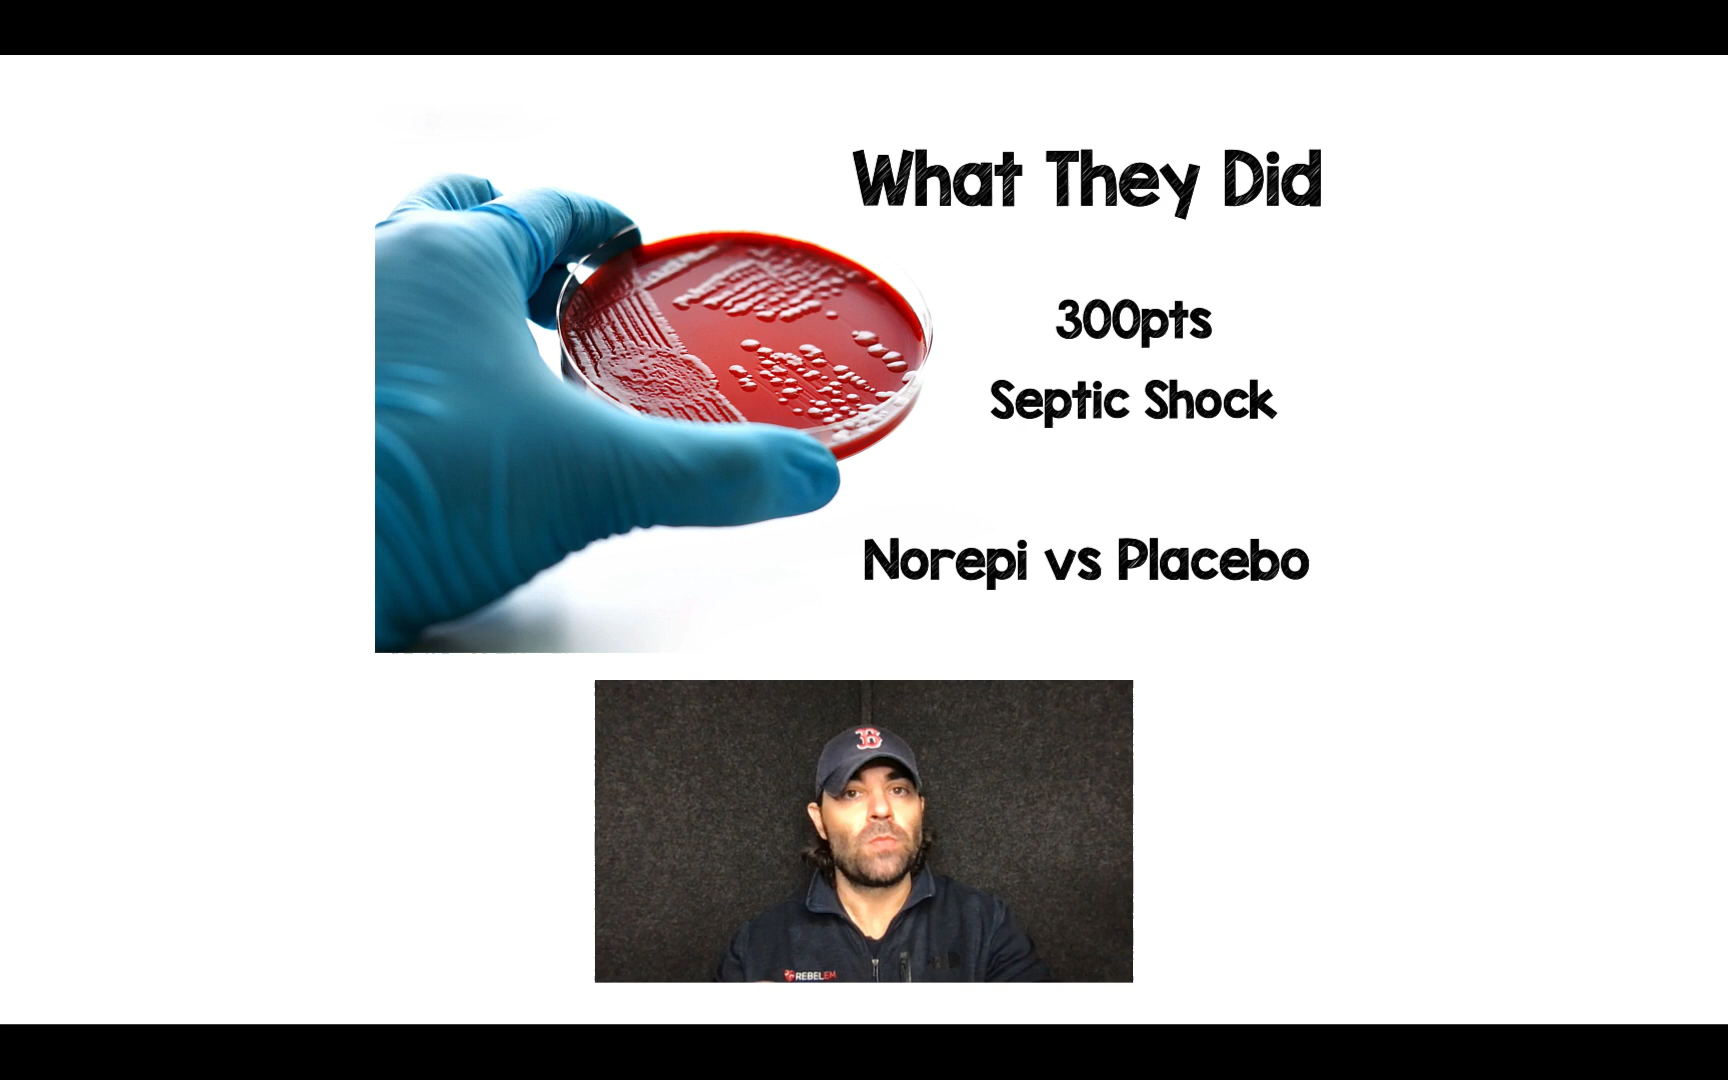 What They Did
300pts
Septic Shock
Norepi vs Placebo
B
REBELEM